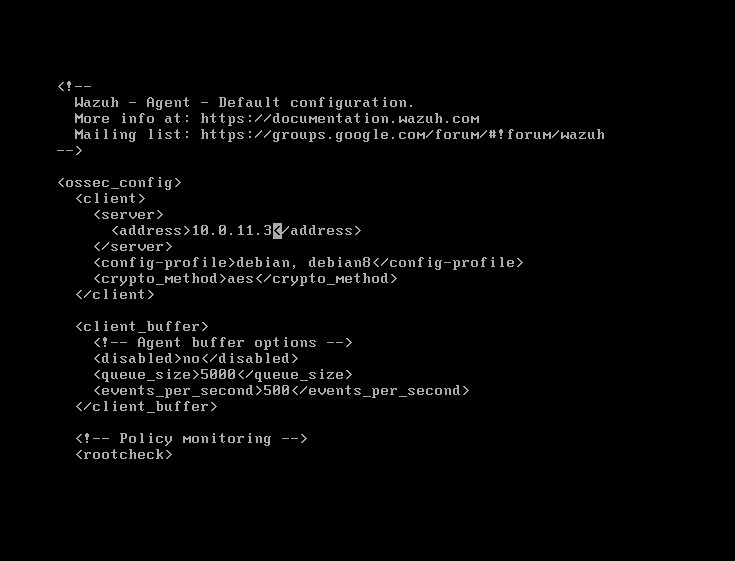 <!--
  Wazuh - Agent - Default configuration.
  More info at: https://documentation.wazuh.com
  Mailing list: https://groups.google.com/forum/#!forum/wazuh
-->
<ossec_config>
  <client>
    <server>
      <address>10.0.11.3</address>
    </server>
    <config-profile>debian, debian8</config-profile>
    <crypto_method>aes</crypto_method>
  </client>
  <client_buffer>
    <!-- Agent buffer options -->
    <disabled>no</disabled>
    <queue_size>5000</queue_size>
    <events_per_second>500</events_per_second>
  </client_buffer>
  <!-- Policy monitoring -->
  <rootcheck>